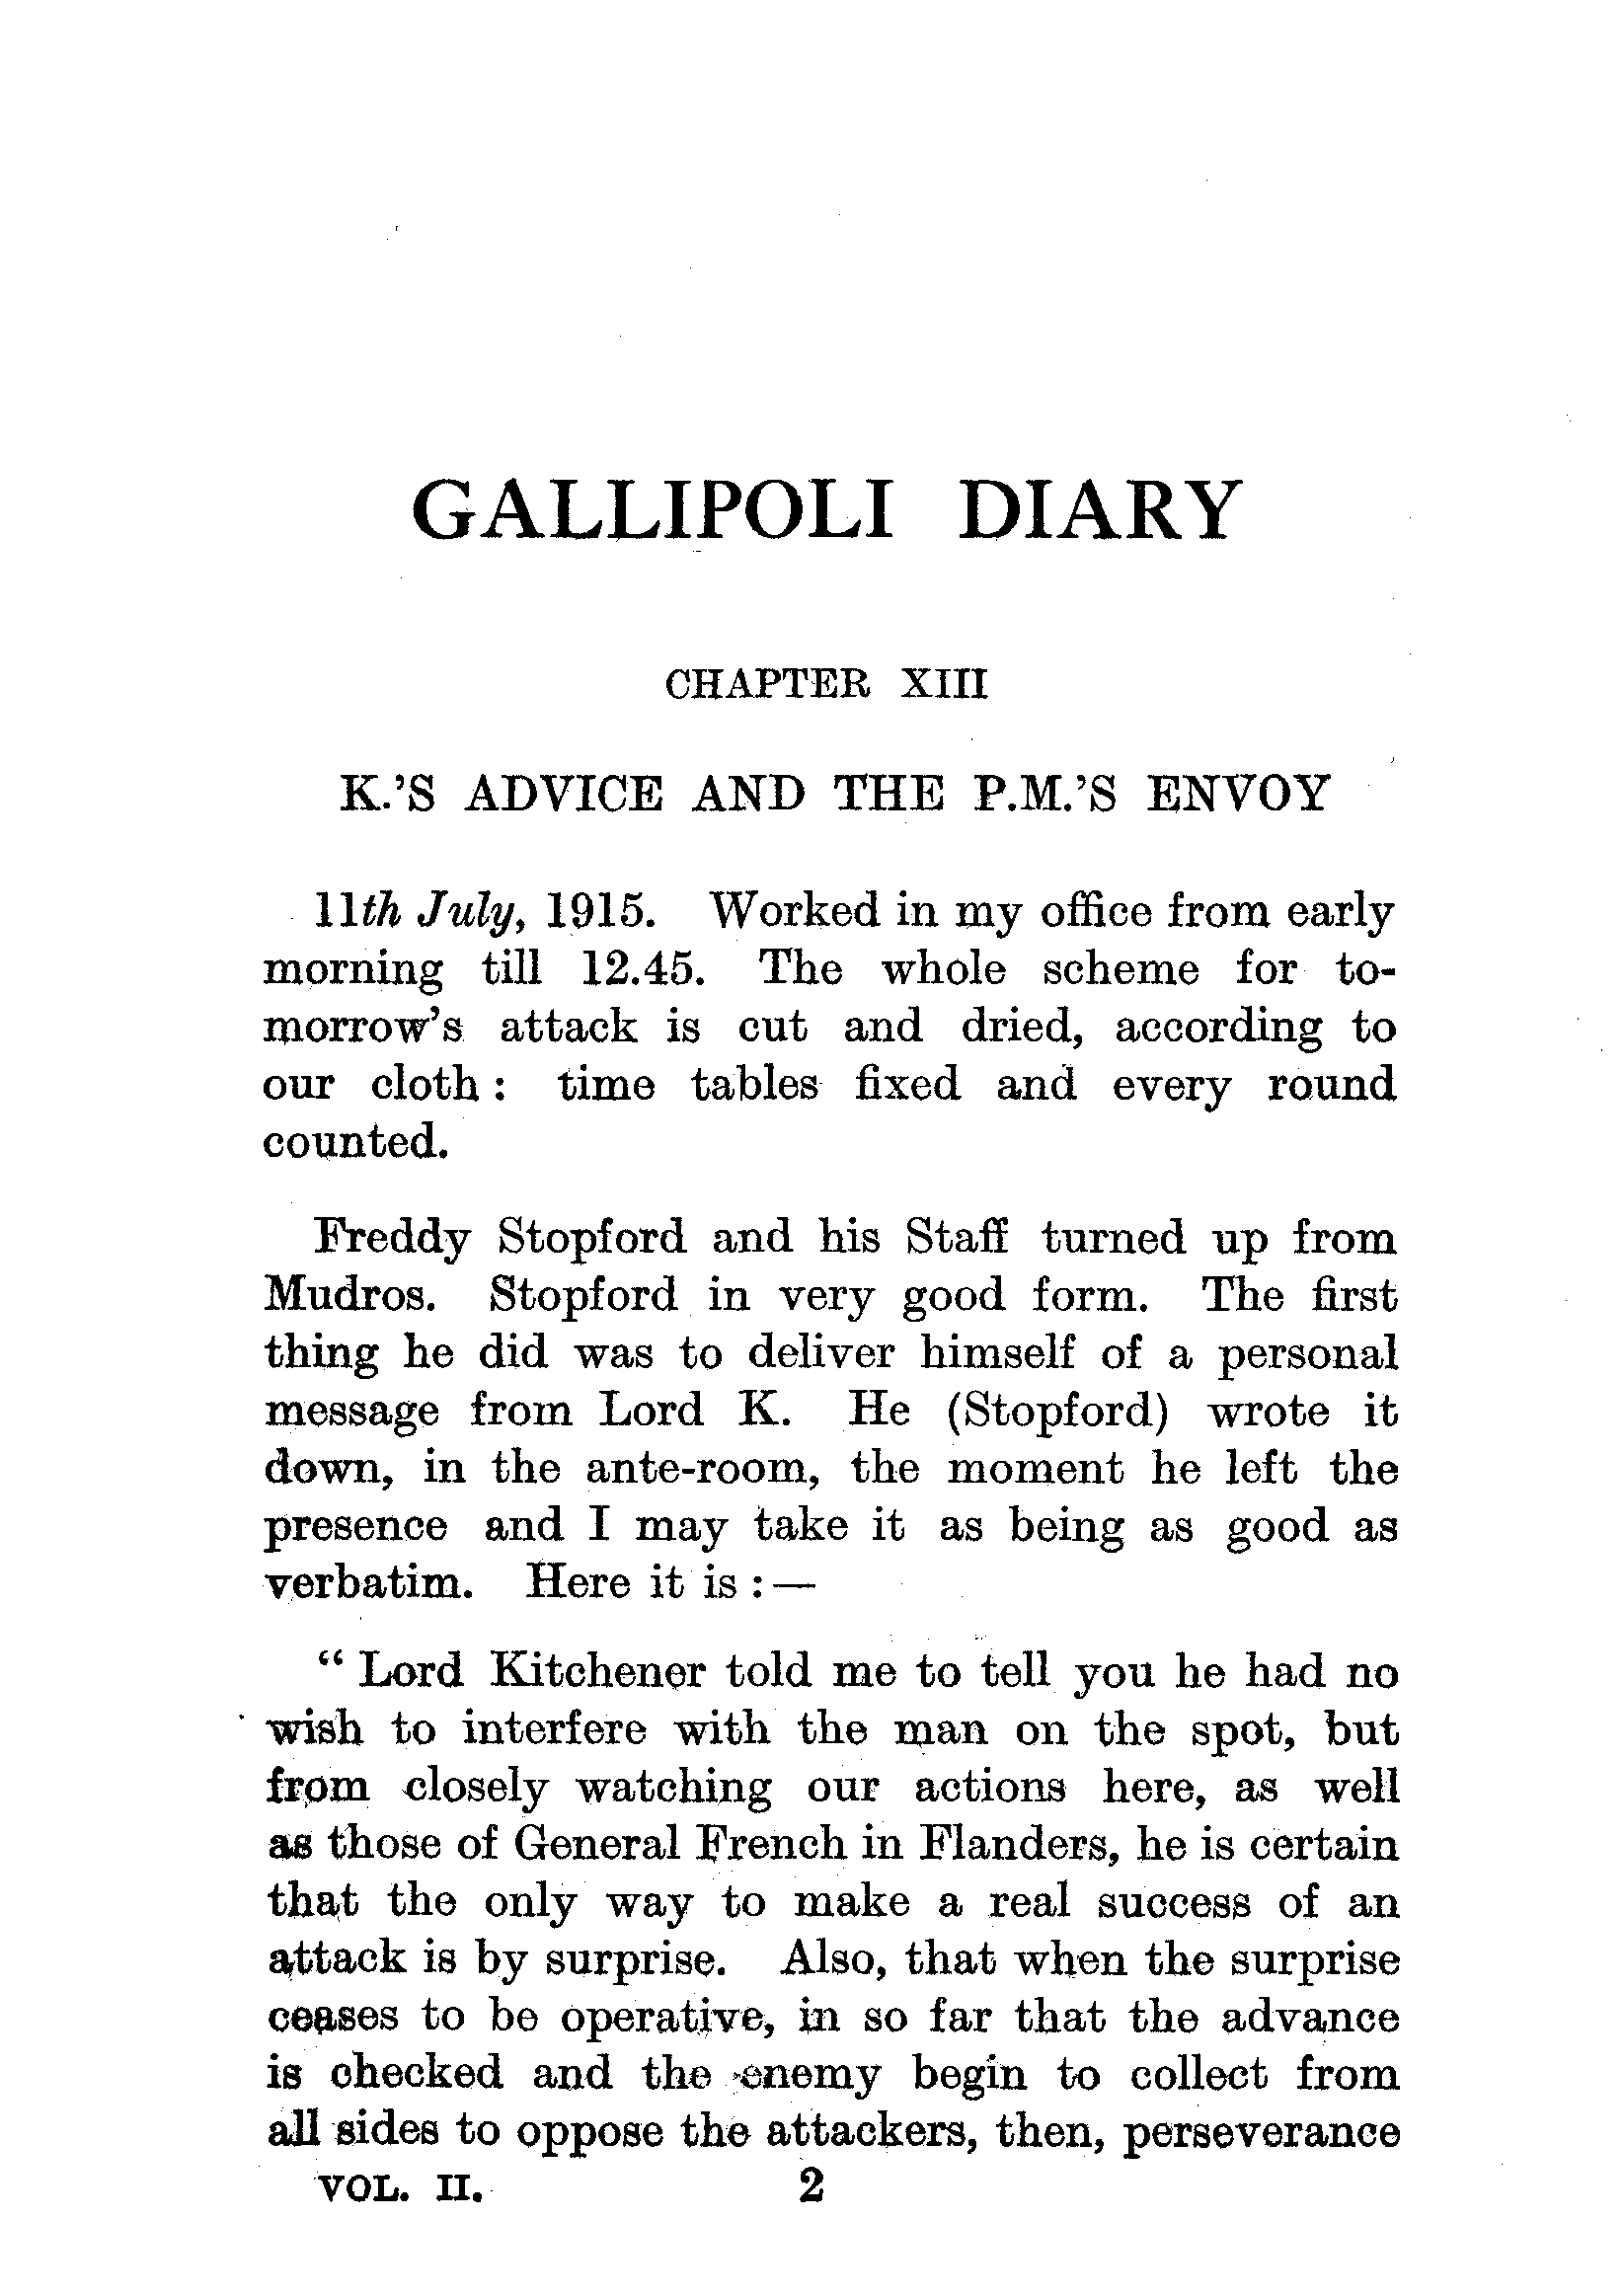 GALLIPOLI DIARY
CHAPTER XIII
K.'S ADVICE AND THE P.M.'S ENVOY
11th July, 1915. Worked in my office from early
morning till 12.45. The whole scheme for to-
morrow's attack is cut and dried, according to
our cloth : time tables fixed and every round
counted.
Freddy Stopford and his Staff turned up from
Mudros. Stopford in very good form. The first
thing he did was to deliver himself of a personal
message from Lord K. He (Stopford) wrote it
down, in the ante-room, the moment he left the
presence and I may take it as being as good as
verbatim. Here it is :—
“ Lord Kitchener told me to tell you he had no
wish to interfere with the man on the spot, but
from closely watching our actions here, as well
as those of General French in Flanders, he is certain
that the only way to make a real success of an
attack is by surprise. Also, that when the surprise
ceases to be operative, in so far that the advance
is checked and the enemy begin to collect from
all sides to oppose the attackers, then, perseverance
VOL. II. 2